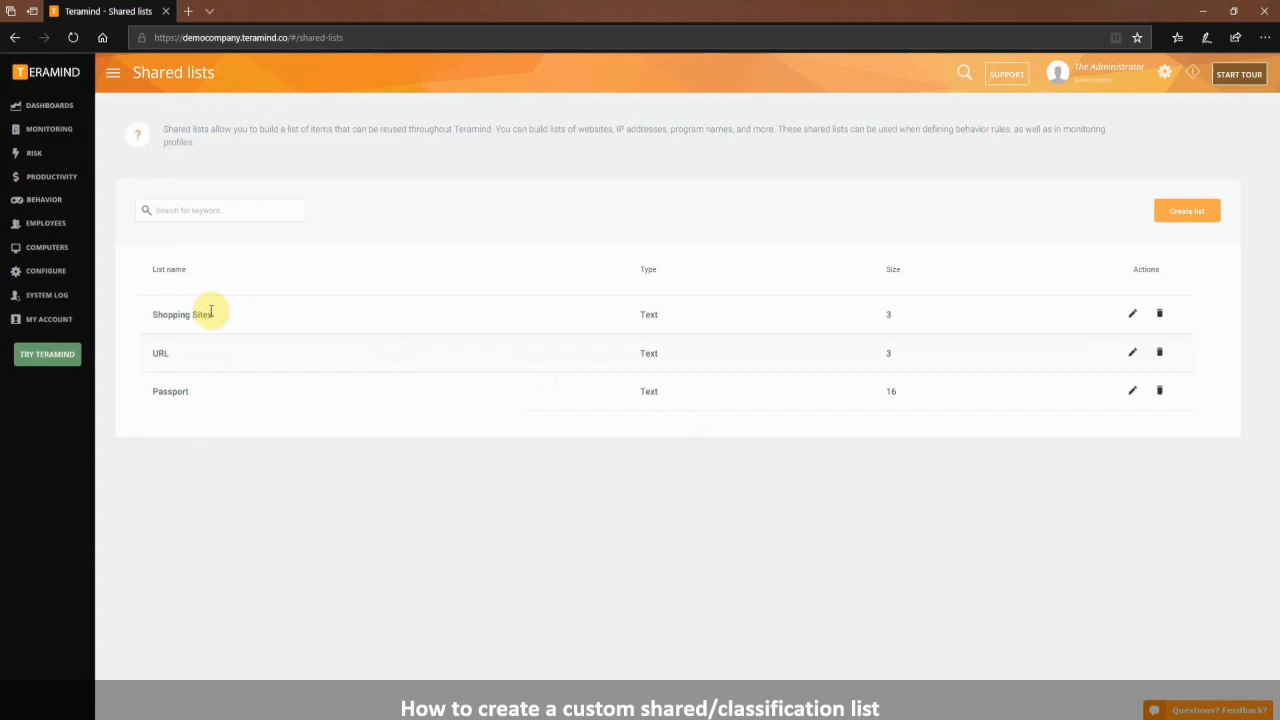 Teramind - Shared lists
https://democompany.teramind.co/#/shared-lists
TERAMIND
Shared lists
SUPPORT
The Administrator
Administrator
START TOUR
DASHBOARDS
MONITORING
RISK
PRODUCTIVITY
BEHAVIOR
EMPLOYEES
COMPUTERS
CONFIGURE
SYSTEM LOG
MY ACCOUNT
TRY TERAMIND
? Shared lists allow you to build a list of items that can be reused throughout Teramind. You can build lists of websites, IP addresses, program names, and more. These shared lists can be used when defining behavior rules, as well as in monitoring
profiles.
Search for keyword...
Create list
List name Type Size Actions
Shopping Sites Text 3
URL Text 3
Passport Text 16
How to create a custom shared/classification list
Questions? Feedback?